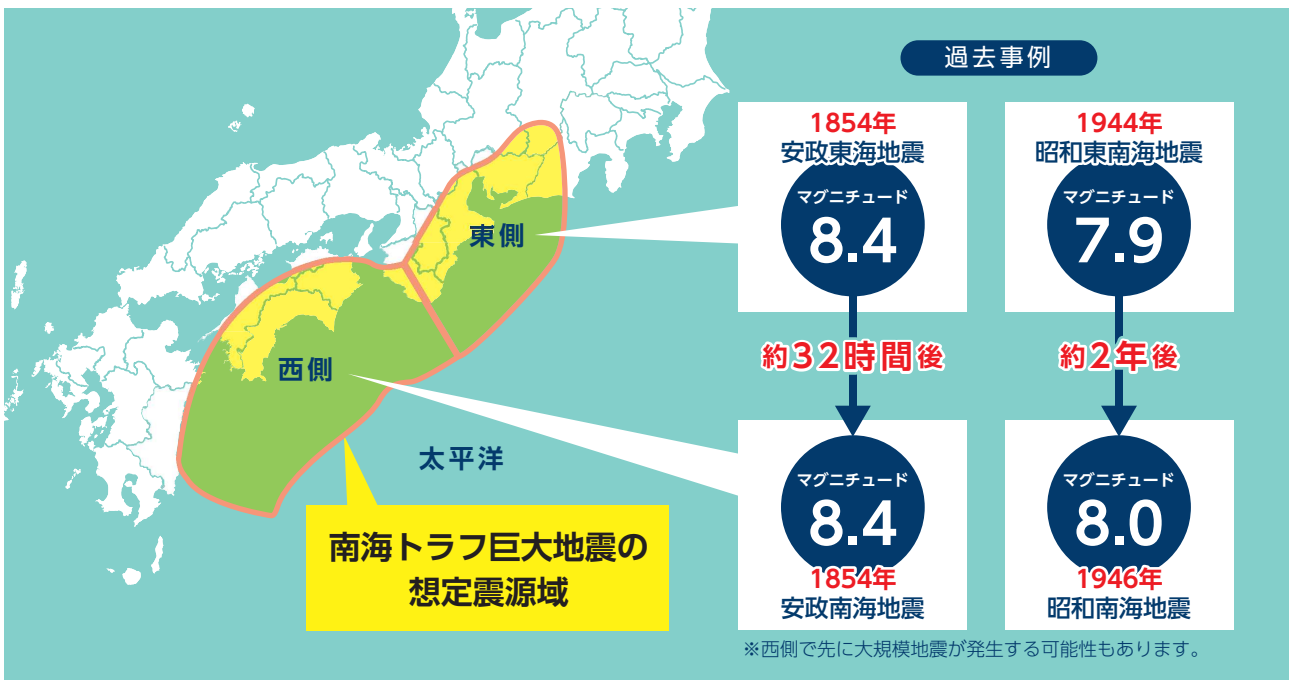 過去事例
1854年
安政東海地震
マグニチュード
8.4
約32時間後
マグニチュード
8.4
1854年
安政南海地震
1944年
昭和東南海地震
マグニチュード
7.9
約2年後
マグニチュード
8.0
1946年
昭和南海地震
東側
西側
太平洋
南海トラフ巨大地震の
想定震源域
※西側で先に大規模地震が発生する可能性もあります。